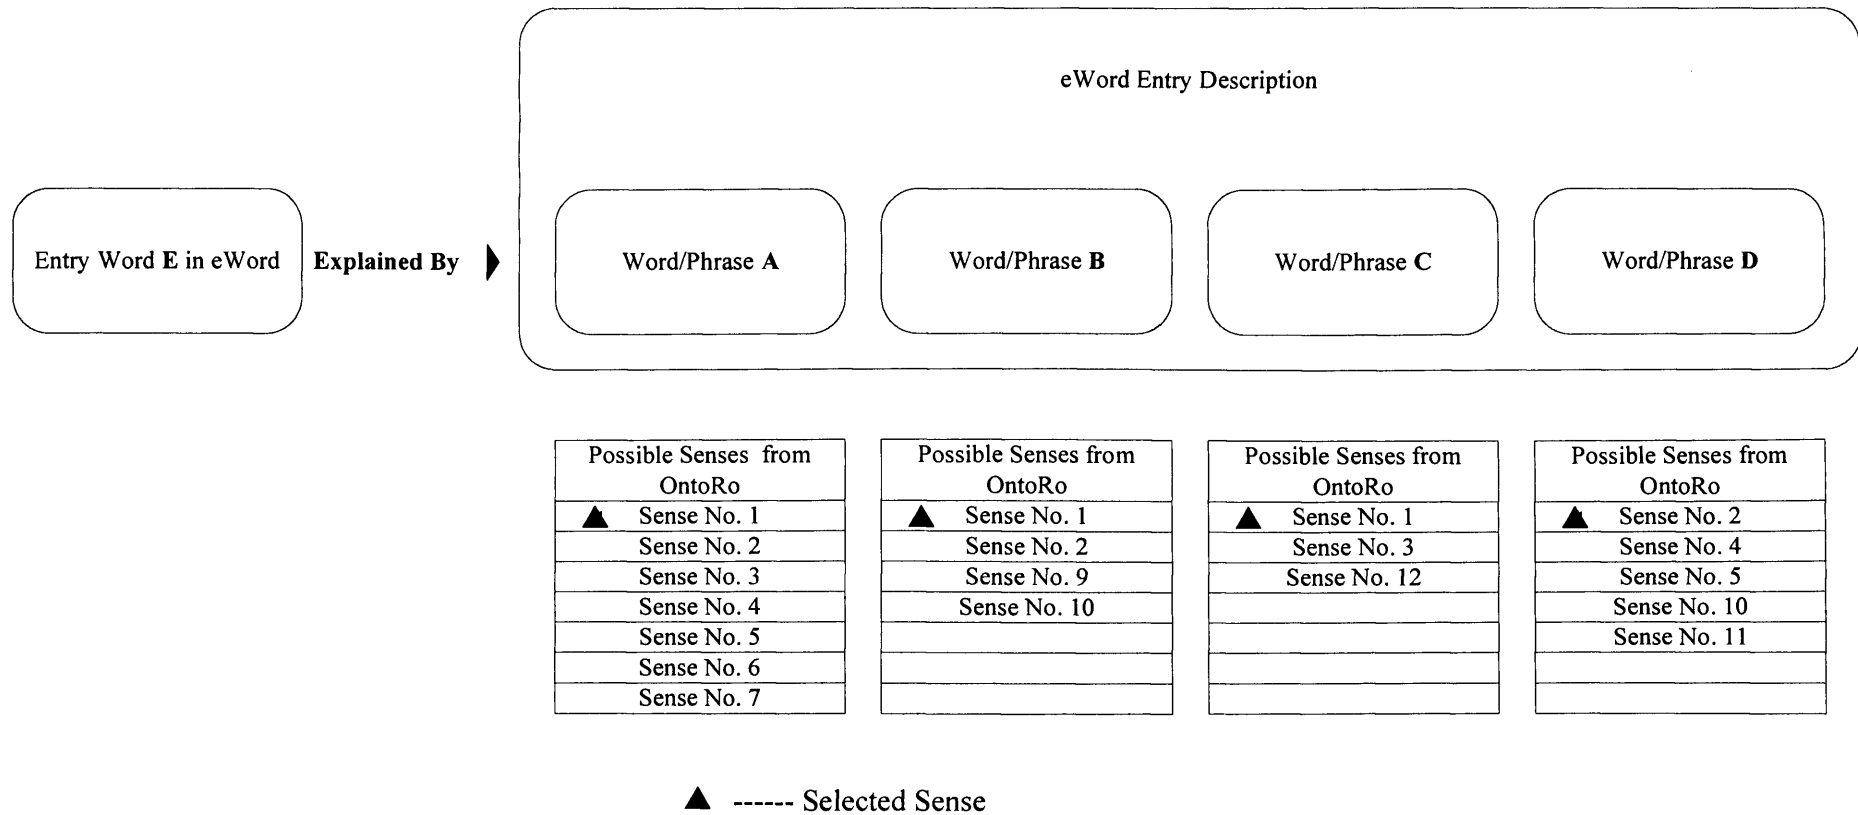 eWord Entry Description
Entry Word E in eWord
Explained By
Word/Phrase A
Word/Phrase B
Word/Phrase C
Word/Phrase D
Possible Senses from
OntoRo
Sense No. 1
Sense No. 2
Sense No. 3
Sense No. 4
Sense No. 5
Sense No. 6
Sense No. 7
Possible Senses from
OntoRo
Sense No. 1
Sense No. 2
Sense No. 9
Sense No. 10
Possible Senses from
OntoRo
Sense No. 1
Sense No. 3
Sense No. 12
Possible Senses from
OntoRo
Sense No. 2
Sense No. 4
Sense No. 5
Sense No. 10
Sense No. 11
▲ ------ Selected Sense